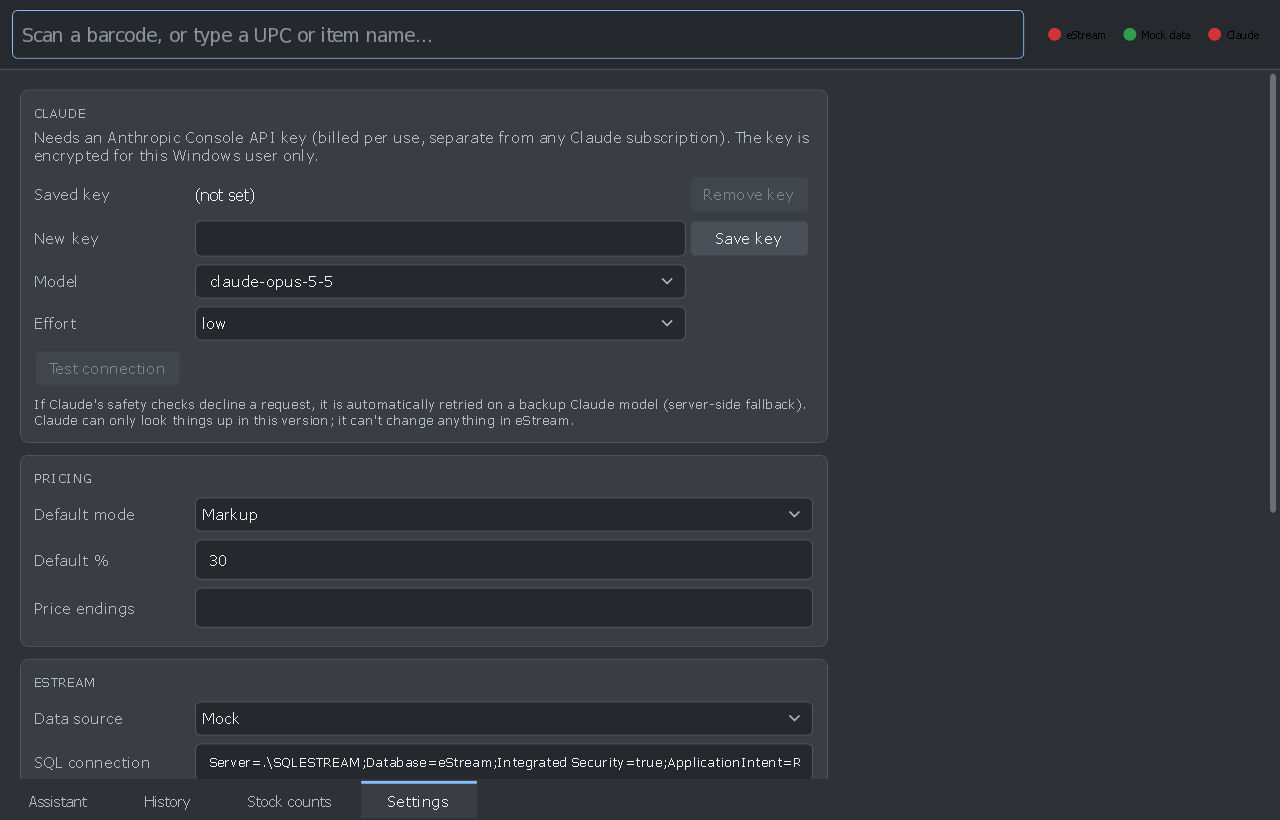 Scan a barcode, or type a UPC or item name...
eStream
Mock data
Claude
CLAUDE
Needs an Anthropic Console API key (billed per use, separate from any Claude subscription). The key is
encrypted for this Windows user only.
Saved key
(not set)
Remove key
New key
Save key
Model
claude-opus-5-5
Effort
low
Test connection
If Claude's safety checks decline a request, it is automatically retried on a backup Claude model (server-side fallback).
Claude can only look things up in this version; it can't change anything in eStream.
PRICING
Default mode
Markup
Default %
30
Price endings
ESTREAM
Data source
Mock
SQL connection
Server=.\SQLESTREAM;Database=eStream;Integrated Security=true;ApplicationIntent=R
Assistant
History
Stock counts
Settings